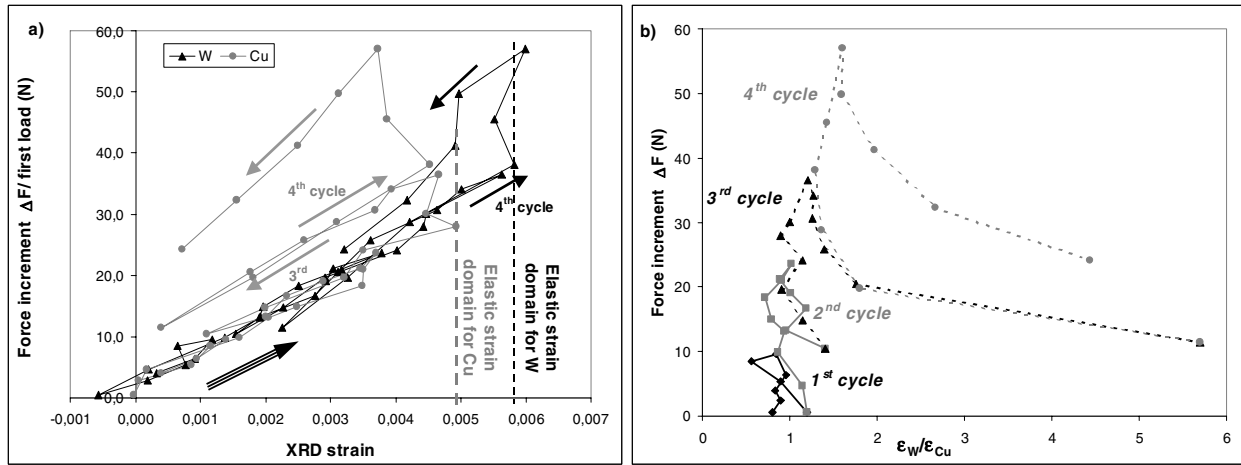 a)
Force increment ΔF/ first load (N)
60,0
50,0
40,0
30,0
20,0
10,0
0,0
W Cu
4th cycle
4th cycle
3rd
Elastic strain domain for Cu
Elastic strain domain for W
-0,001 0,000 0,001 0,002 0,003 0,004 0,005 0,006 0,007
XRD strain
b)
Force increment ΔF (N)
60
50
40
30
20
10
0
4th cycle
3rd cycle
2nd cycle
1st cycle
0 1 2 3 4 5 6
εW/εCu